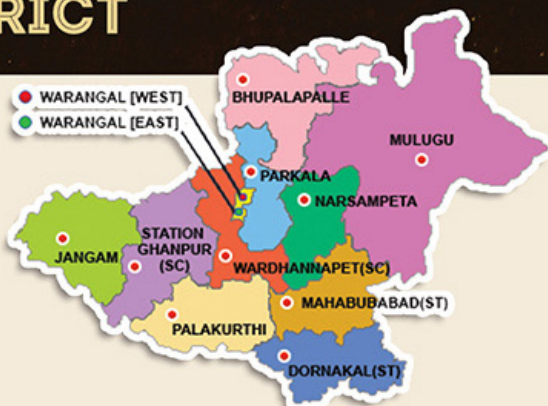 RICT
WARANGAL [WEST]
WARANGAL [EAST]
BHUPALAPALLE
MULUGU
PARKALA
NARSAMPETA
STATION
GHANPUR
(SC)
JANGAM
WARDHANNAPET(SC)
MAHABUBABAD(ST)
PALAKURTHI
DORNAKAL(ST)